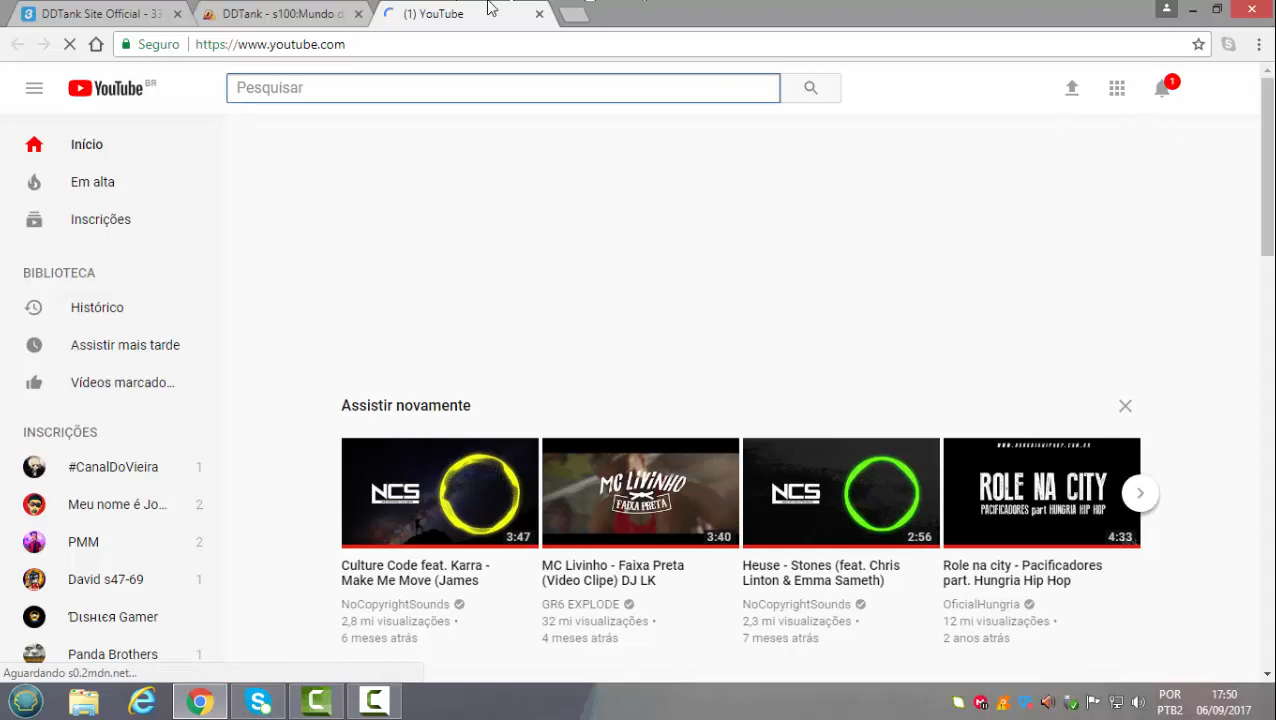 DDTank Site Official - 33
DDTank - s100:Mundo d
(1) YouTube
Seguro
https://www.youtube.com
YouTube BR
Pesquisar
1
Início
Em alta
Inscrições
BIBLIOTECA
Histórico
Assistir mais tarde
Vídeos marcado...
INSCRIÇÕES
#CanalDoVieira 1
Meu nome é Jo... 2
PMM 2
David s47-69 1
Gamer
Panda Brothers 1
Assistir novamente
NCS
3:47
MC LIVINHO
FAIXA PRETA
3:40
NCS
2:56
ROLE NA CITY
PACIFICADORES part HUNGRIA HIP HOP
4:33
Culture Code feat. Karra -
Make Me Move (James
NoCopyrightSounds
2,8 mi visualizações •
6 meses atrás
MC Livinho - Faixa Preta
(Video Clipe) DJ LK
GR6 EXPLODE
32 mi visualizações •
4 meses atrás
Heuse - Stones (feat. Chris
Linton & Emma Sameth)
NoCopyrightSounds
2,3 mi visualizações •
7 meses atrás
Role na city - Pacificadores
part. Hungria Hip Hop
OficialHungria
12 mi visualizações •
2 anos atrás
Aguardando s0.2mdn.net...
POR
PTB2
17:50
06/09/2017